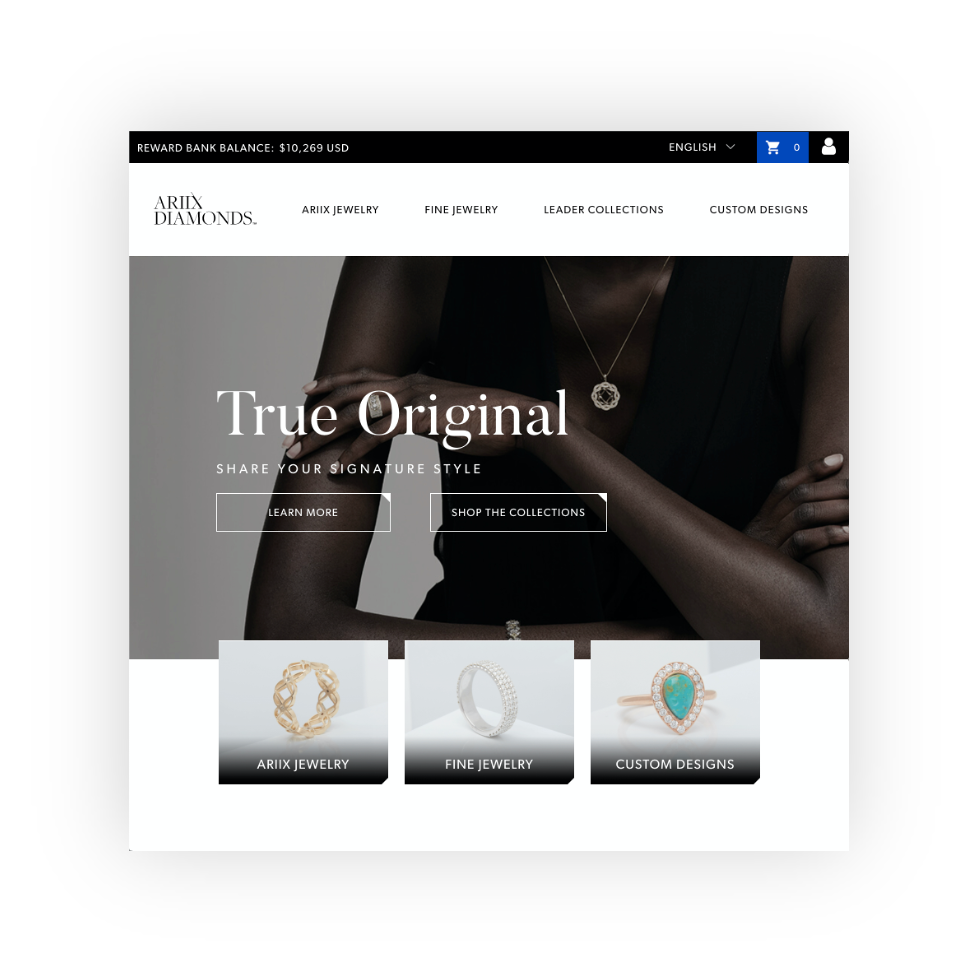 REWARD BANK BALANCE: $10,269 USD
ENGLISH
0
ARIIX
DIAMONDS™
ARIIX JEWELRY
FINE JEWELRY
LEADER COLLECTIONS
CUSTOM DESIGNS
True Original
SHARE YOUR SIGNATURE STYLE
LEARN MORE
SHOP THE COLLECTIONS
ARIIX JEWELRY
FINE JEWELRY
CUSTOM DESIGNS